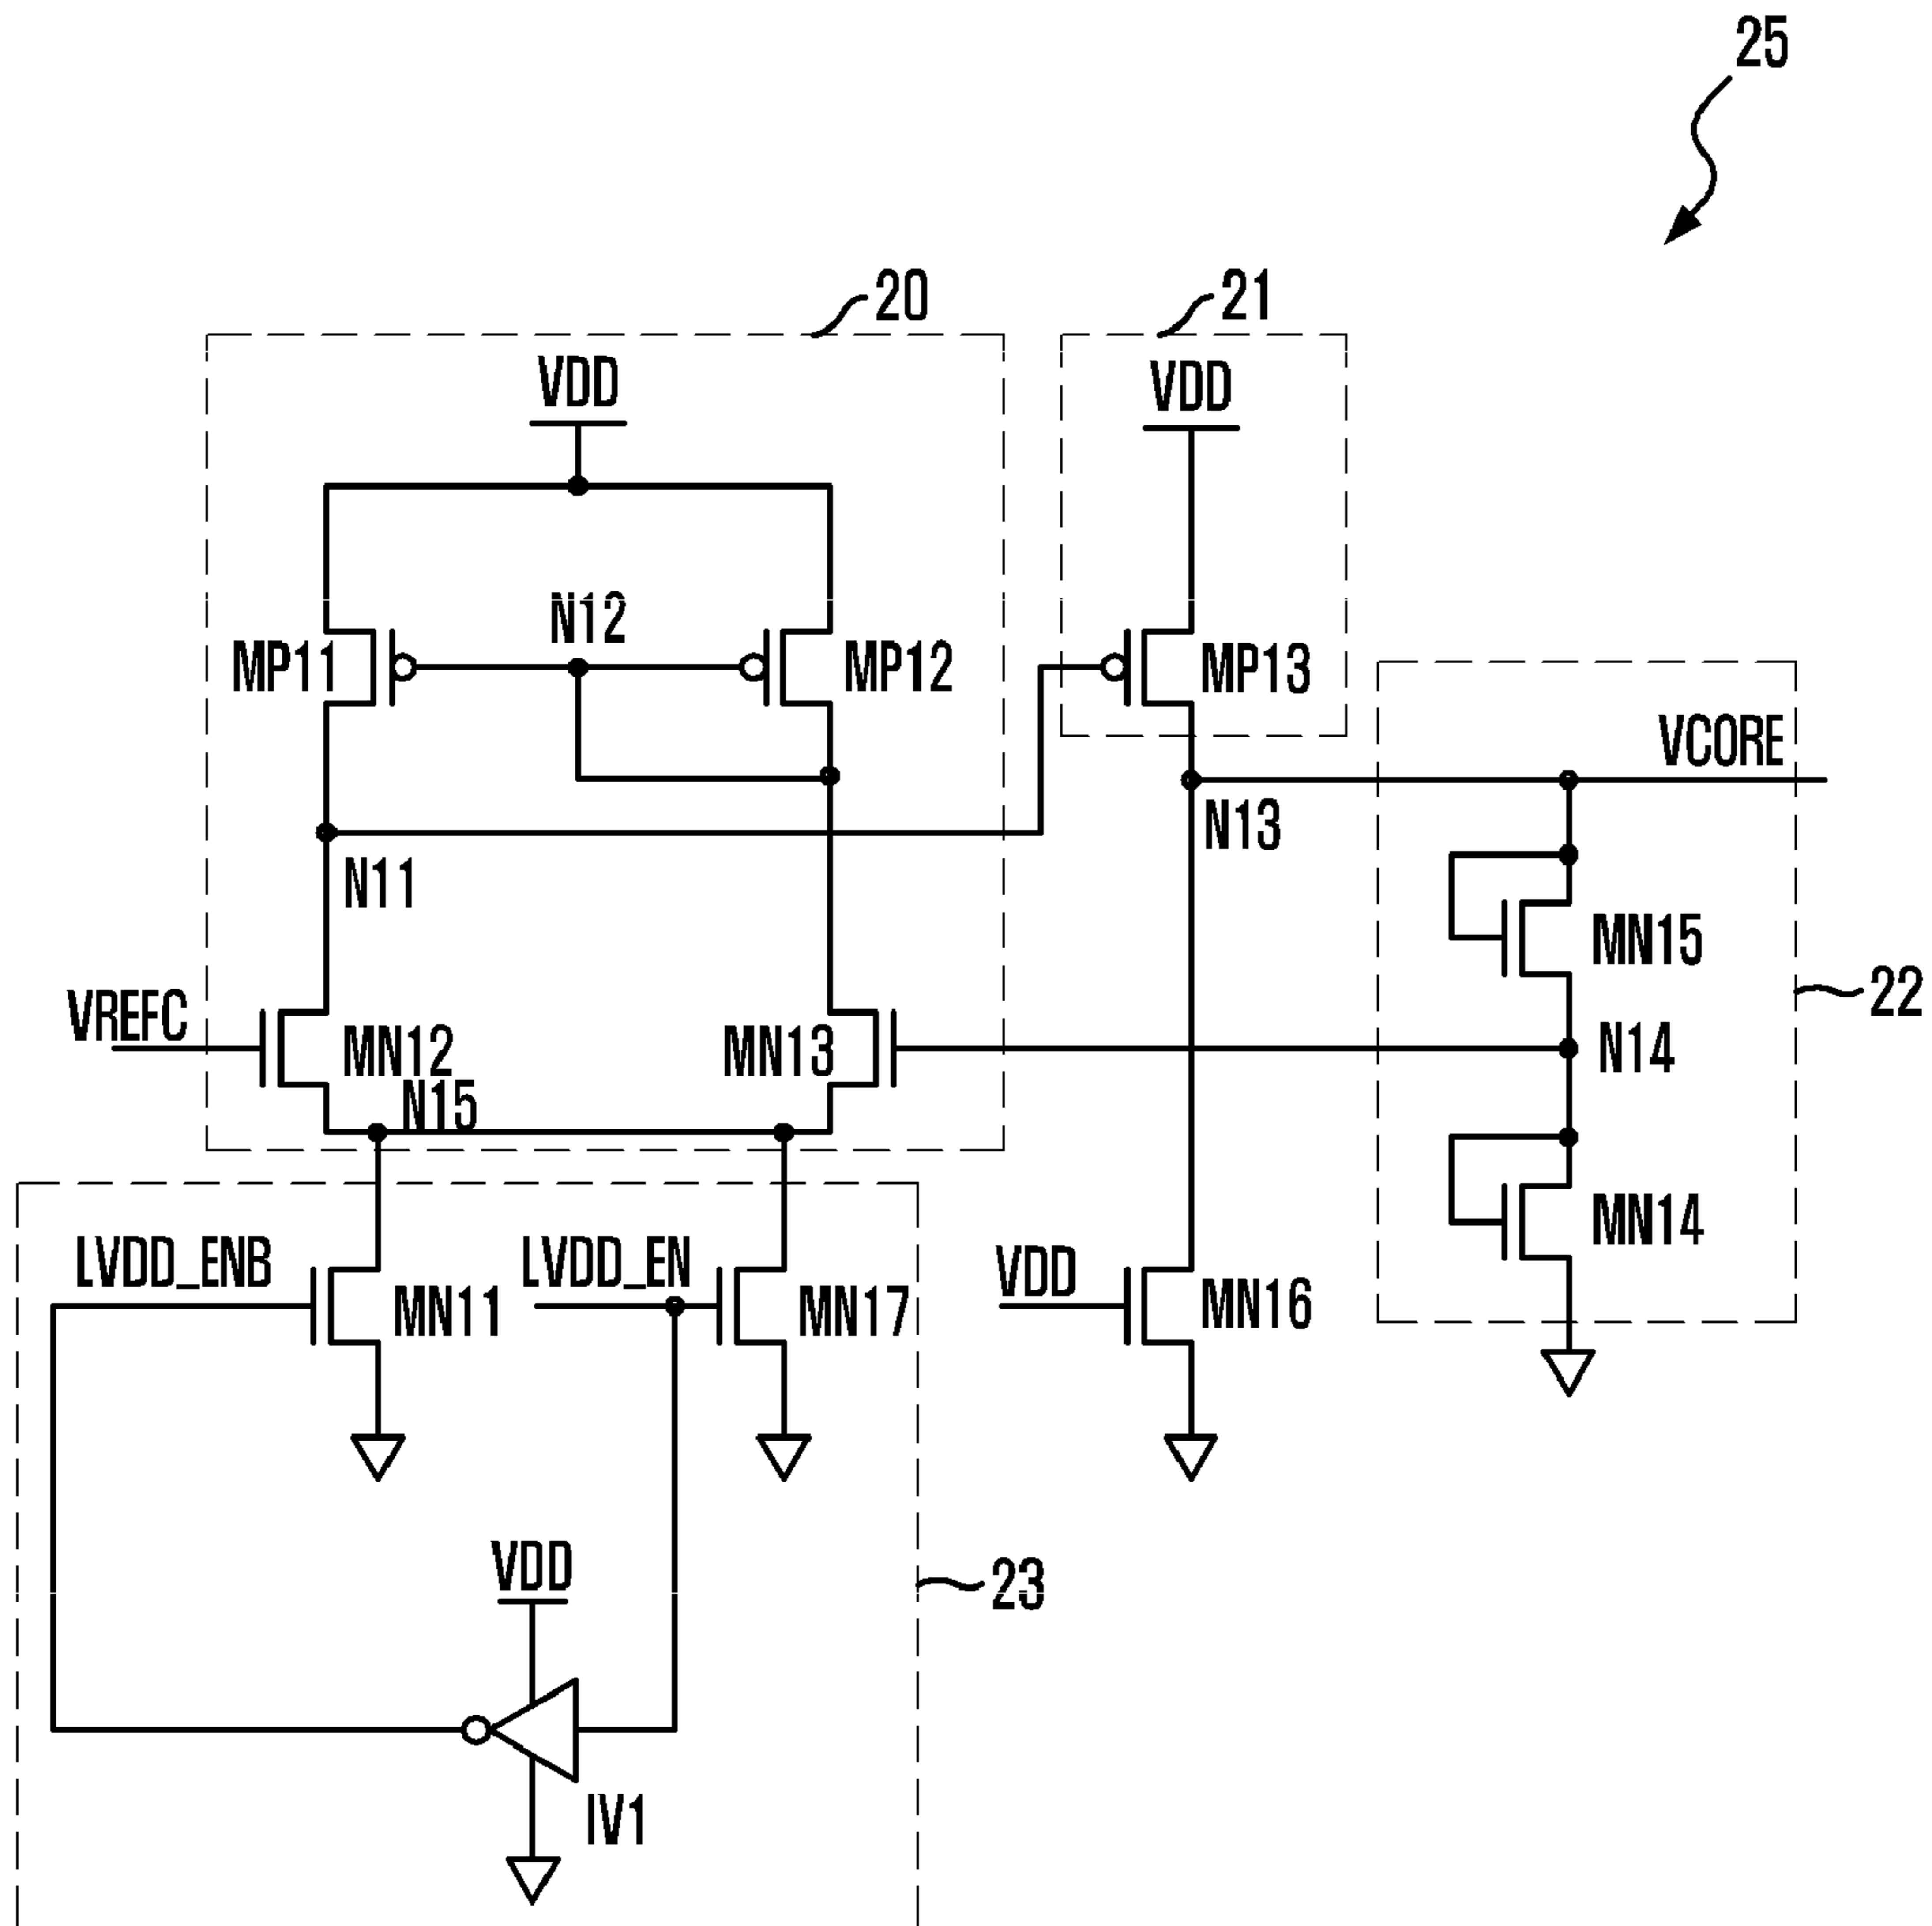 25
20
21
VDD
VDD
N12
MP11
MP12
MP13
VCORE
N13
N11
MN15
VREFC
MN12
MN13
22
N14
N15
MN14
LVDD_ENB
LVDD_EN
VDD
MN11
MN17
MN16
VDD
23
IV1